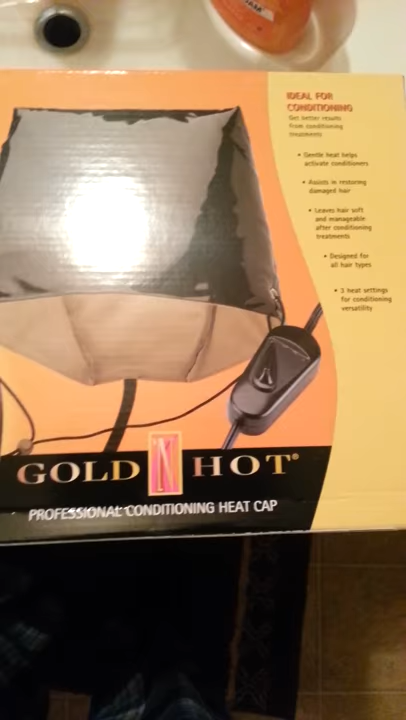 IDEAL FOR
CONDITIONING
Get better results
from conditioning
treatments
• Gentle heat helps
activate conditioners
• Assists in restoring
damaged hair
• Leaves hair soft
and manageable
after conditioning
treatments
• Designed for
all hair types
• 3 heat settings
for conditioning
versatility
GOLD 'N HOT®
PROFESSIONAL CONDITIONING HEAT CAP